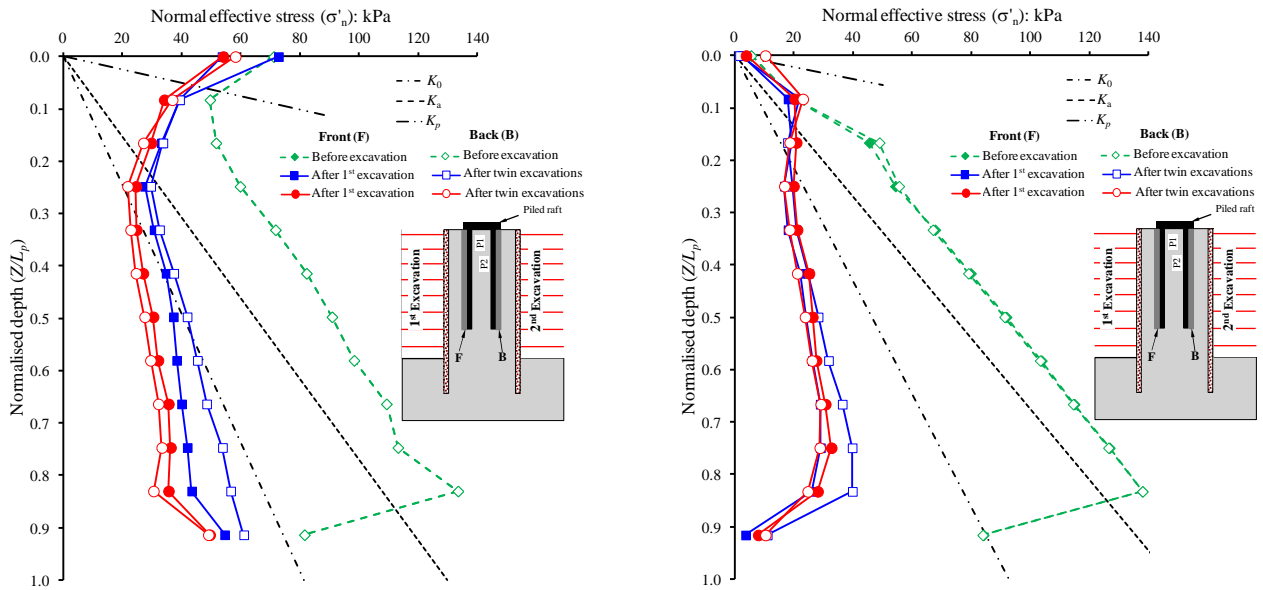 Normal effective stress (σ'n): kPa
0 20 40 60 80 100 120 140
0.0
0.1
0.2
0.3
0.4
0.5
0.6
0.7
0.8
0.9
1.0
Normalised depth (Z/Lp)
K0
Ka
Kp
Front (F) Back (B)
Before excavation Before excavation
After 1st excavation After twin excavations
After 1st excavation After twin excavations
Piled raft
P1
P2
1st Excavation
2nd Excavation
F B
Normal effective stress (σ'n): kPa
0 20 40 60 80 100 120 140
0.0
0.1
0.2
0.3
0.4
0.5
0.6
0.7
0.8
0.9
1.0
Normalised depth (Z/Lp)
K0
Ka
Kp
Front (F) Back (B)
Before excavation Before excavation
After 1st excavation After twin excavations
After 1st excavation After twin excavations
Piled raft
P1
P2
1st Excavation
2nd Excavation
F B